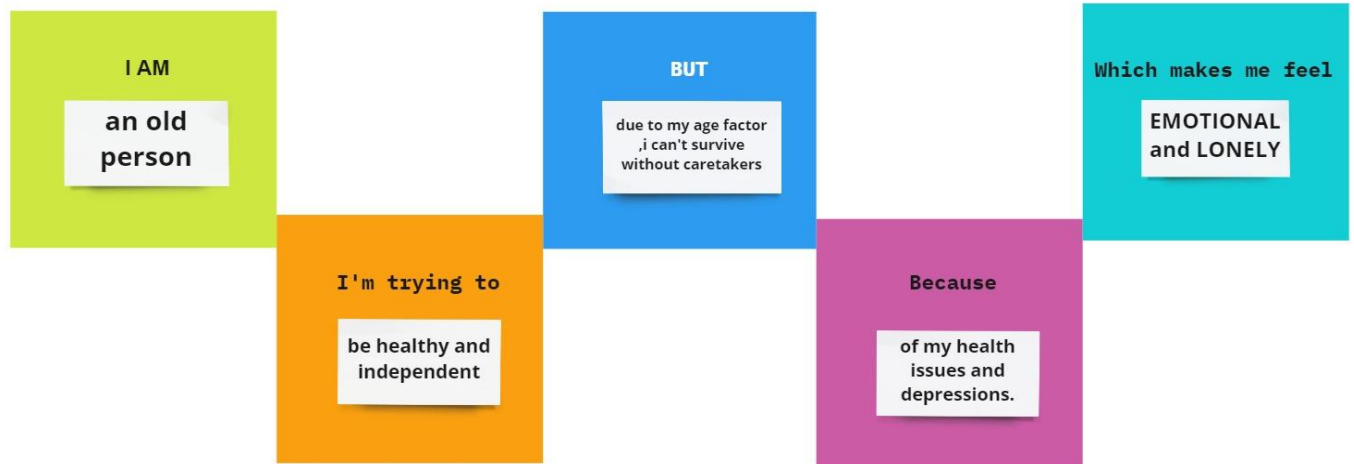 I AM
an old
person
I'm trying to
be healthy and
independent
BUT
due to my age factor
,i can't survive
without caretakers
Because
of my health
issues and
depressions.
Which makes me feel
EMOTIONAL
and LONELY